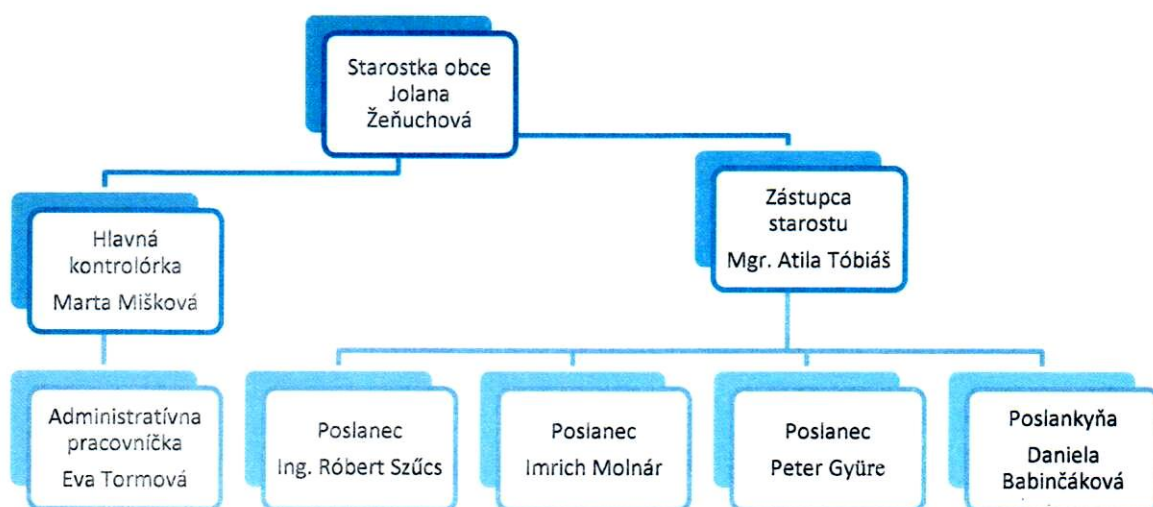 Starostka obce
Jolana
Žeňuchová
Hlavná
kontrolórka
Marta Mišková
Zástupca
starostu
Mgr. Atila Tóbiáš
Administratívna
pracovníčka
Eva Tormová
Poslanec
Ing. Róbert Szűcs
Poslanec
Imrich Molnár
Poslanec
Peter Gyüre
Poslankyňa
Daniela
Babinčáková